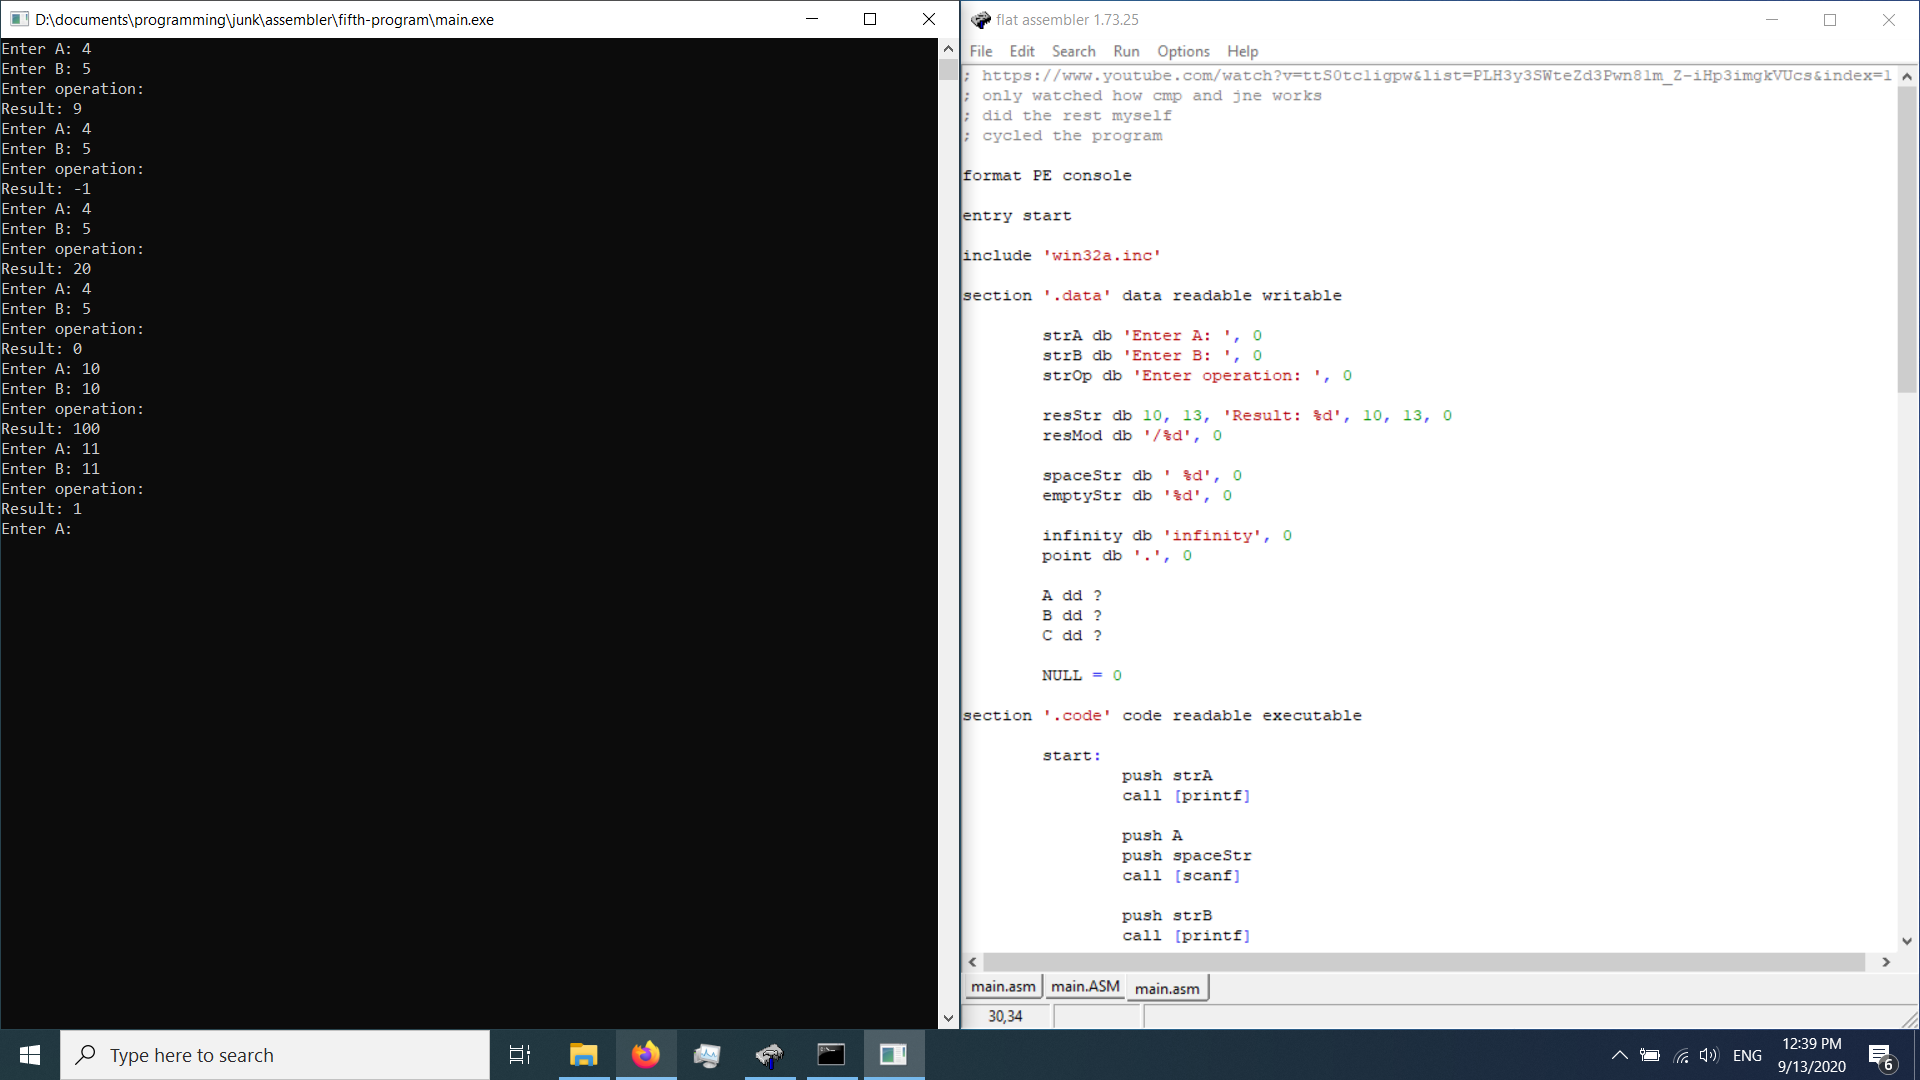 D:\documents\programming\junk\assembler\fifth-program\main.exe
Enter A: 4
Enter B: 5
Enter operation:
Result: 9
Enter A: 4
Enter B: 5
Enter operation:
Result: -1
Enter A: 4
Enter B: 5
Enter operation:
Result: 20
Enter A: 4
Enter B: 5
Enter operation:
Result: 0
Enter A: 10
Enter B: 10
Enter operation:
Result: 100
Enter A: 11
Enter B: 11
Enter operation:
Result: 1
Enter A:
flat assembler 1.73.25
File Edit Search Run Options Help
; https://www.youtube.com/watch?v=ttS0tcligpw&list=PLH3y3SWteZd3Pwn8lm_Z-iHp3imgkVUcs&index=1
; only watched how cmp and jne works
; did the rest myself
; cycled the program
format PE console
entry start
include 'win32a.inc'
section '.data' data readable writable
strA db 'Enter A: ', 0
strB db 'Enter B: ', 0
strOp db 'Enter operation: ', 0
resStr db 10, 13, 'Result: %d', 10, 13, 0
resMod db '/%d', 0
spaceStr db ' %d', 0
emptyStr db '%d', 0
infinity db 'infinity', 0
point db '.', 0
A dd ?
B dd ?
C dd ?
NULL = 0
section '.code' code readable executable
start:
push strA
call [printf]
push A
push spaceStr
call [scanf]
push strB
call [printf]
main.asm main.ASM main.asm
30,34
Type here to search
ENG
12:39 PM
9/13/2020
6